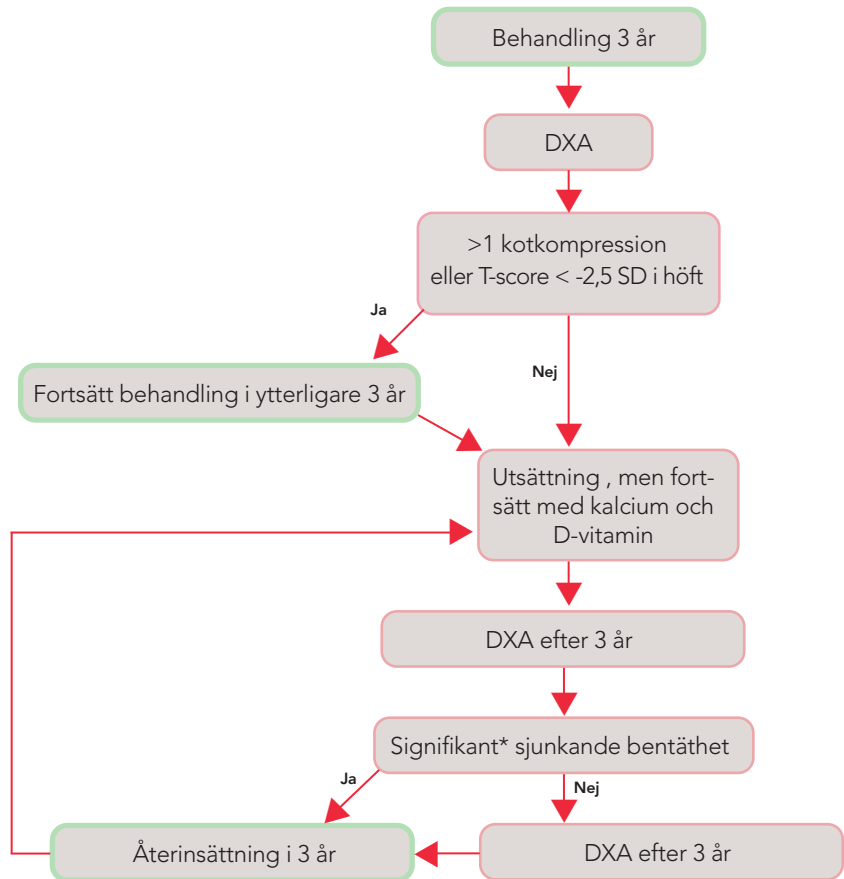 Behandling 3 år
DXA
>1 kotkompression
eller T-score < -2,5 SD i höft
Ja
Nej
Fortsätt behandling i ytterligare 3 år
Utsättning , men fort-
sätt med kalcium och
D-vitamin
DXA efter 3 år
Signifikant* sjunkande bentäthet
Ja
Nej
Återinsättning i 3 år
DXA efter 3 år